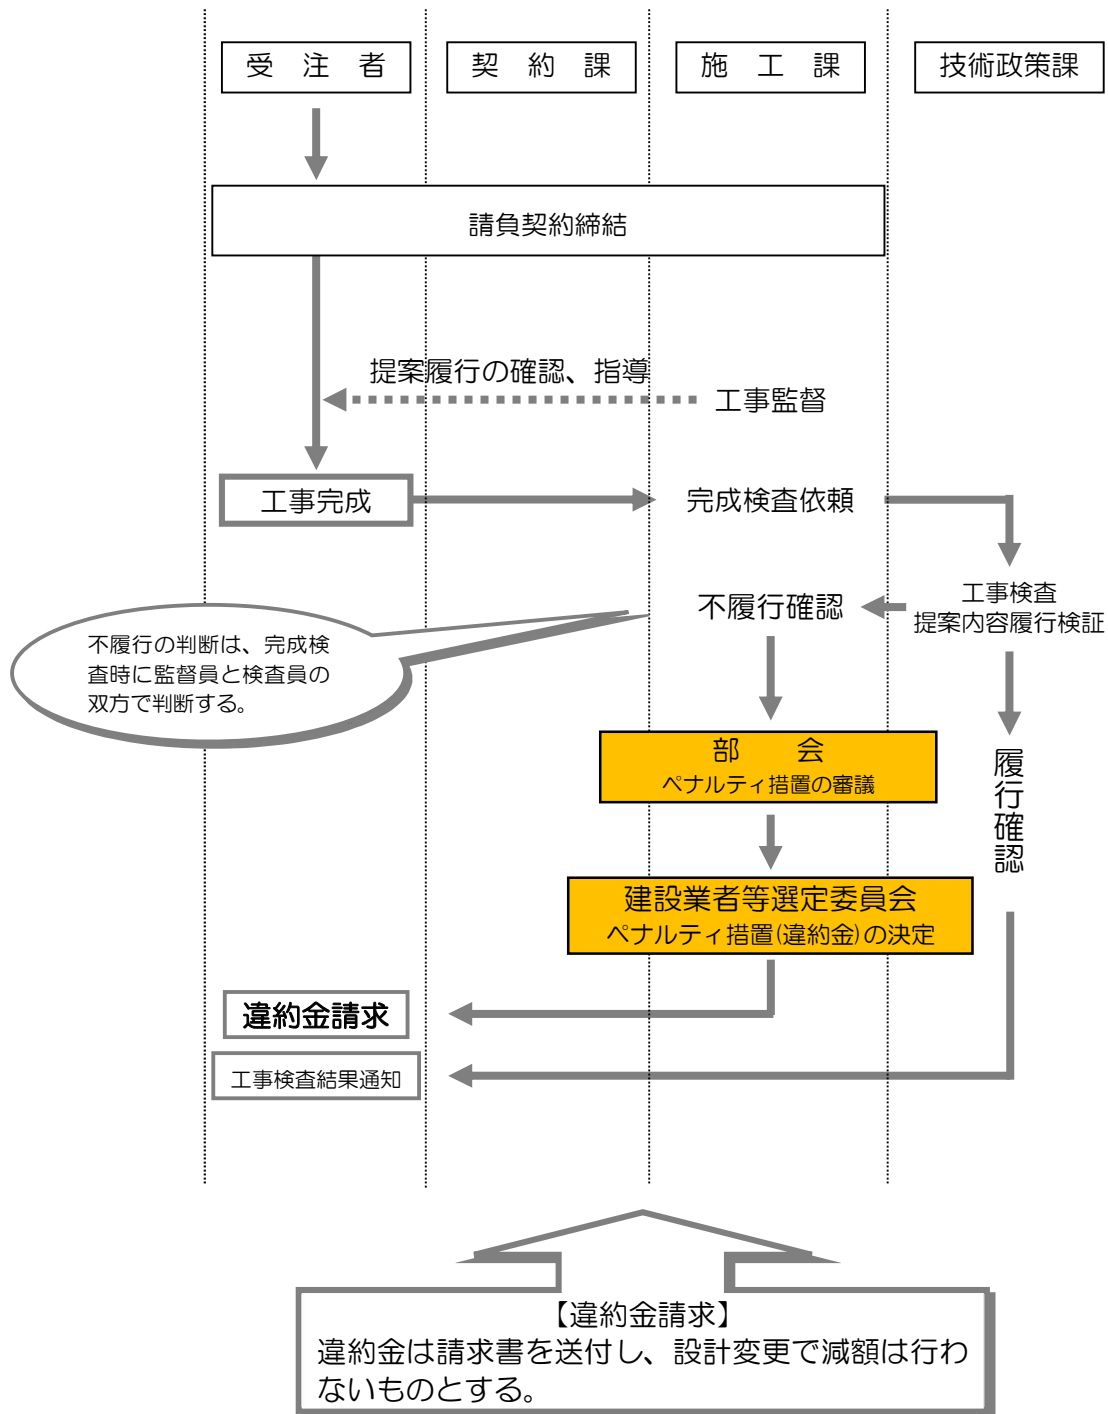 受　注　者
契　約　課
施　工　課
技術政策課
請負契約締結
提案履行の確認、指導
工事監督
工事完成
完成検査依頼
工事検査
提案内容履行検証
不履行確認
不履行の判断は、完成検
査時に監督員と検査員の
双方で判断する。
部　　会
ペナルティ措置の審議
履行確認
建設業者等選定委員会
ペナルティ措置(違約金)の決定
違約金請求
工事検査結果通知
【違約金請求】
違約金は請求書を送付し、設計変更で減額は行わ
ないものとする。